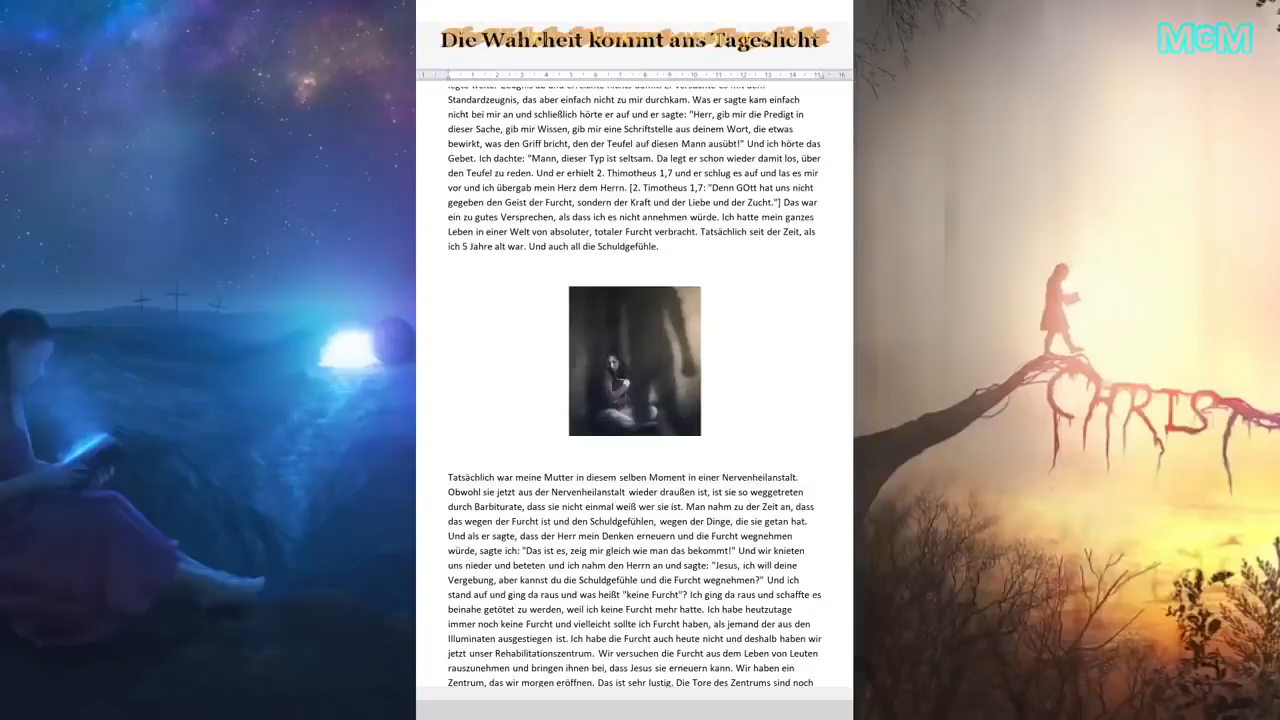 Die Wahrheit kommt ans Tageslicht
McM
1 1 2 3 4 5 6 7 8 9 10 11 12 13 14 15 16
Standardzeugnis, das aber einfach nicht zu mir durchkam. Was er sagte kam einfach
nicht bei mir an und schließlich hörte er auf und er sagte: "Herr, gib mir die Predigt in
dieser Sache, gib mir Wissen, gib mir eine Schriftstelle aus deinem Wort, die etwas
bewirkt, was den Griff bricht, den der Teufel auf diesen Mann ausübt!" Und ich hörte das
Gebet. Ich dachte: "Mann, dieser Typ ist seltsam. Da legt er schon wieder damit los, über
den Teufel zu reden. Und er erhielt 2. Thimotheus 1,7 und er schlug es auf und las es mir
vor und ich übergab mein Herz dem Herrn. [2. Timotheus 1,7: "Denn GOtt hat uns nicht
gegeben den Geist der Furcht, sondern der Kraft und der Liebe und der Zucht."] Das war
ein zu gutes Versprechen, als dass ich es nicht annehmen würde. Ich hatte mein ganzes
Leben in einer Welt von absoluter, totaler Furcht verbracht. Tatsächlich seit der Zeit, als
ich 5 Jahre alt war. Und auch all die Schuldgefühle.
CHRIST
Tatsächlich war meine Mutter in diesem selben Moment in einer Nervenheilanstalt.
Obwohl sie jetzt aus der Nervenheilanstalt wieder draußen ist, ist sie so weggetreten
durch Barbiturate, dass sie nicht einmal weiß wer sie ist. Man nahm zu der Zeit an, dass
das wegen der Furcht ist und den Schuldgefühlen, wegen der Dinge, die sie getan hat.
Und als er sagte, dass der Herr mein Denken erneuern und die Furcht wegnehmen
würde, sagte ich: "Das ist es, zeig mir gleich wie man das bekommt!" Und wir knieten
uns nieder und beteten und ich nahm den Herrn an und sagte: "Jesus, ich will deine
Vergebung, aber kannst du die Schuldgefühle und die Furcht wegnehmen?" Und ich
stand auf und ging da raus und was heißt "keine Furcht"? Ich ging da raus und schaffte es
beinahe getötet zu werden, weil ich keine Furcht mehr hatte. Ich habe heutzutage
immer noch keine Furcht und vielleicht sollte ich Furcht haben, als jemand der aus den
Illuminaten ausgestiegen ist. Ich habe die Furcht auch heute nicht und deshalb haben wir
jetzt unser Rehabilitationszentrum. Wir versuchen die Furcht aus dem Leben von Leuten
rauszunehmen und bringen ihnen bei, dass Jesus sie erneuern kann. Wir haben ein
Zentrum, das wir morgen eröffnen. Das ist sehr lustig. Die Tore des Zentrums sind noch